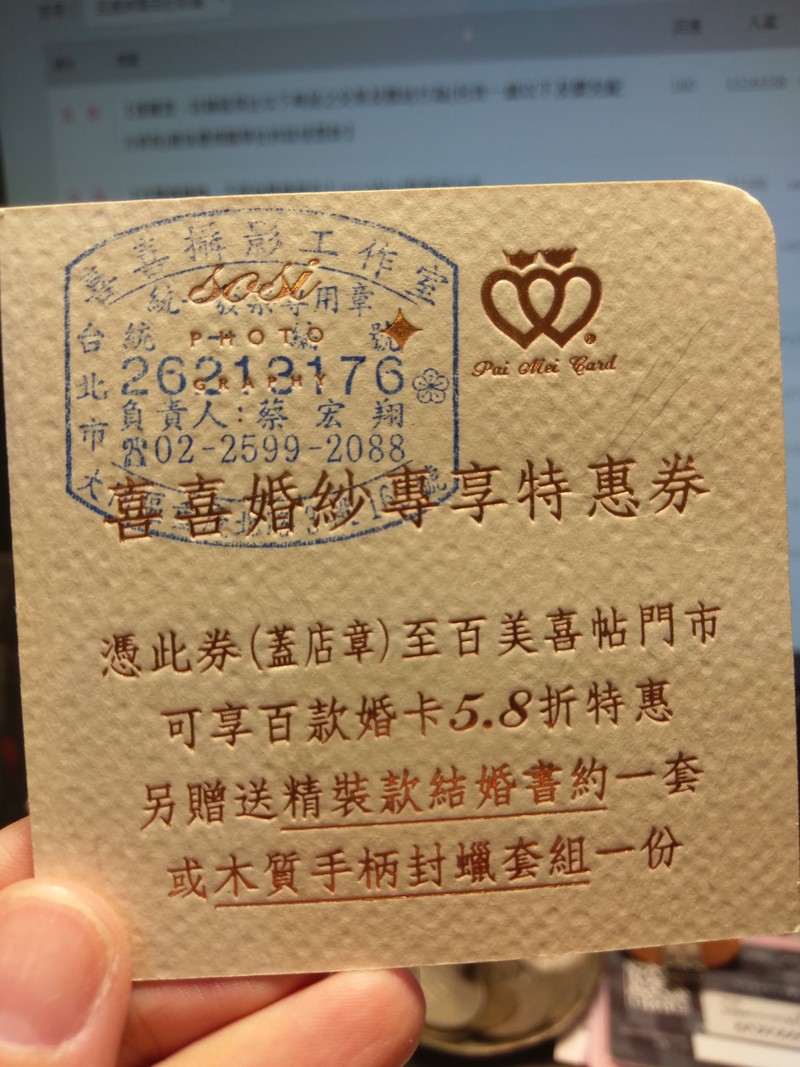 喜喜攝影工作室
sosi
統一發票專用章
台北市
統 編 號
PHOTO
GRAPHY
26213176
負責人:蔡宏翔
☎02-2599-2088
Pai Mei Card
喜喜婚紗專享特惠券
憑此券(蓋店章)至百美喜帖門市
可享百款婚卡5.8折特惠
另贈送精裝款結婚書約一套
或木質手柄封蠟套組一份